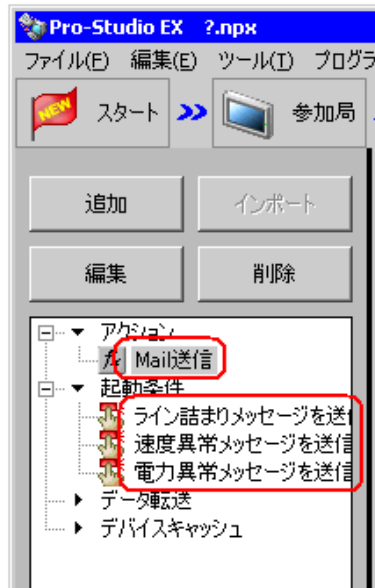 Pro-Studio EX ?.npx
ファイル(F) 編集(E) ツール(T) プログラ
NEW スタート >> 参加局
追加 インポート
編集 削除
アクション
fx Mail送信
起動条件
ライン詰まりメッセージを送信
速度異常メッセージを送信
電力異常メッセージを送信
データ転送
デバイスキャッシュ